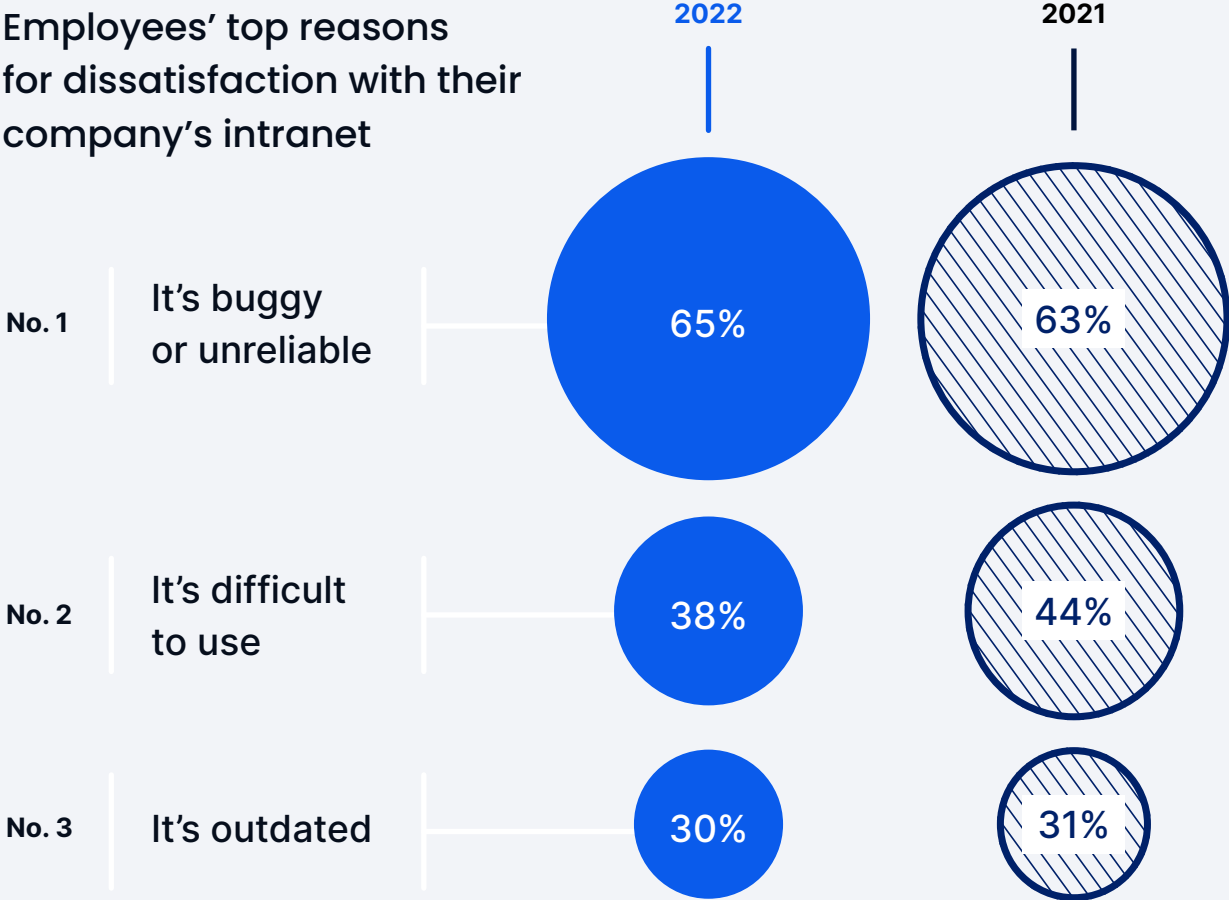 Employees’ top reasons
for dissatisfaction with their
company’s intranet
2022
2021
No. 1
It’s buggy
or unreliable
65%
63%
No. 2
It’s difficult
to use
38%
44%
No. 3
It’s outdated
30%
31%